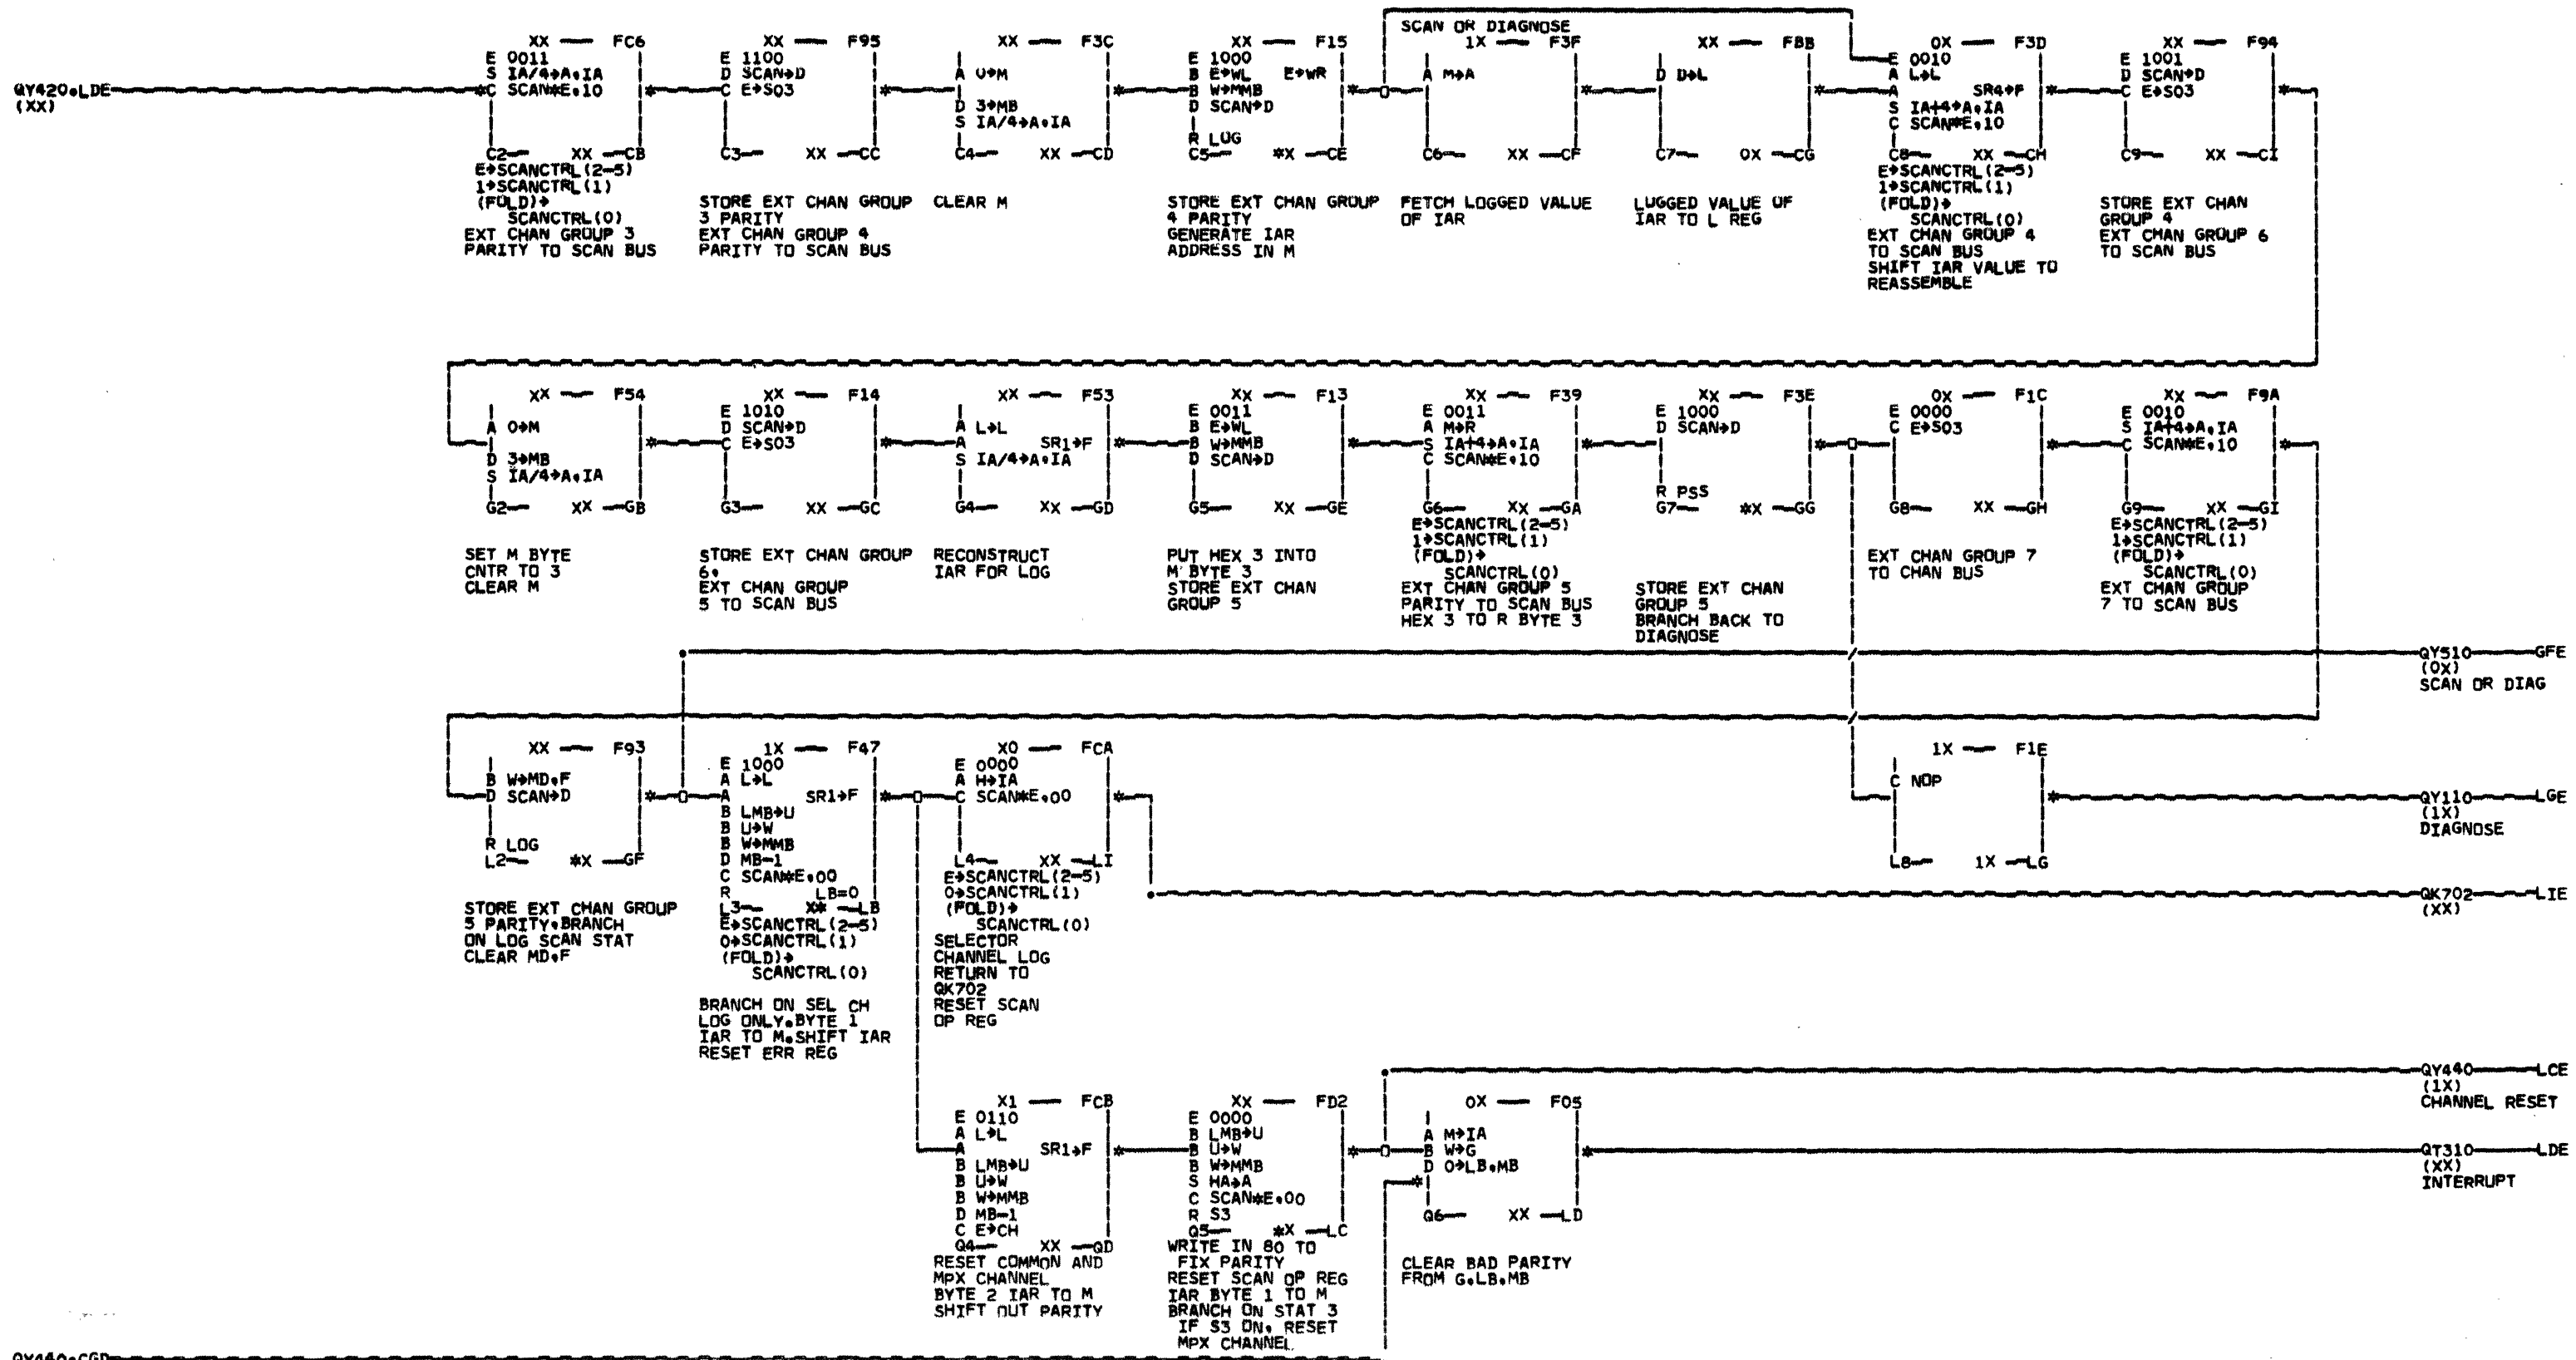 SCAN OR DIAGNOSE
XX — FC6
E 0011
S IA/4→A,IA
*C SCAN*E,10
C2— XX —CB
E→SCANCTRL(2-5)
1→SCANCTRL(1)
(FOLD)→
SCANCTRL(0)
EXT CHAN GROUP 3
PARITY TO SCAN BUS
QY420.LDE
(XX)
XX — F95
E 1100
D SCAN→D
C E→S03
C3— XX —CC
STORE EXT CHAN GROUP
3 PARITY
EXT CHAN GROUP 4
PARITY TO SCAN BUS
XX — F3C
A 0→M
D 3→MB
S IA/4→A,IA
C4— XX —CD
CLEAR M
XX — F15
E 1000
B E→WL E→WR
B W→MMB
D SCAN→D
R LOG
C5— *X —CE
STORE EXT CHAN GROUP
4 PARITY
GENERATE IAR
ADDRESS IN M
1X — F3F
A M→A
C6— XX —CF
FETCH LOGGED VALUE
OF IAR
XX — FBB
D D→L
C7— 0X —CG
LUGGED VALUE OF
IAR TO L REG
0X — F3D
E 0010
A L→L
A SR4→F
S IA+4→A,IA
C SCAN*E,10
C8— XX —CH
E→SCANCTRL(2-5)
1→SCANCTRL(1)
(FOLD)→
SCANCTRL(0)
EXT CHAN GROUP 4
TO SCAN BUS
SHIFT IAR VALUE TO
REASSEMBLE
XX — F94
E 1001
D SCAN→D
C E→S03
C9— XX —CI
STORE EXT CHAN
GROUP 4
EXT CHAN GROUP 6
TO SCAN BUS
XX — F54
A 0→M
D 3→MB
S IA/4→A,IA
G2— XX —GB
SET M BYTE
CNTR TO 3
CLEAR M
XX — F14
E 1010
D SCAN→D
C E→S03
G3— XX —GC
STORE EXT CHAN GROUP
6,
EXT CHAN GROUP
5 TO SCAN BUS
XX — F53
A L→L
A SR1→F
S IA/4→A,IA
G4— XX —GD
RECONSTRUCT
IAR FOR LOG
XX — F13
E 0011
B E→WL
B W→MMB
D SCAN→D
G5— XX —GE
PUT HEX 3 INTO
M BYTE 3
STORE EXT CHAN
GROUP 5
XX — F39
E 0011
A M→R
S IA+4→A,IA
C SCAN*E,10
G6— XX —GA
E→SCANCTRL(2-5)
1→SCANCTRL(1)
(FOLD)→
SCANCTRL(0)
EXT CHAN GROUP 5
PARITY TO SCAN BUS
HEX 3 TO R BYTE 3
XX — F3E
E 1000
D SCAN→D
R PSS
G7— *X —GG
STORE EXT CHAN
GROUP 5
BRANCH BACK TO
DIAGNOSE
0X — F1C
E 0000
C E→S03
G8— XX —GH
EXT CHAN GROUP 7
TO CHAN BUS
XX — F9A
E 0010
S IA+4→A,IA
C SCAN*E,10
G9— XX —GI
E→SCANCTRL(2-5)
1→SCANCTRL(1)
(FOLD)→
SCANCTRL(0)
EXT CHAN GROUP
7 TO SCAN BUS
QY510—GFE
(0X)
SCAN OR DIAG
XX — F93
B W→MD,F
D SCAN→D
R LOG
L2— *X —GF
STORE EXT CHAN GROUP
5 PARITY,BRANCH
ON LOG SCAN STAT
CLEAR MD,F
1X — F47
E 1000
A L→L
A SR1→F
B LMB→U
B U→W
B W→MMB
D MB-1
C SCAN*E,00
R LB=0
L3— X* —LB
E→SCANCTRL(2-5)
0→SCANCTRL(1)
(FOLD)→
SCANCTRL(0)
BRANCH ON SEL CH
LOG ONLY,BYTE 1
IAR TO M,SHIFT IAR
RESET ERR REG
X0 — FCA
E 0000
A H→IA
C SCAN*E,00
L4— XX —LI
E→SCANCTRL(2-5)
0→SCANCTRL(1)
(FOLD)→
SCANCTRL(0)
SELECTOR
CHANNEL LOG
RETURN TO
QK702
RESET SCAN
OP REG
1X — F1E
C NOP
L8— 1X —LG
QY110—LGE
(1X)
DIAGNOSE
QK702—LIE
(XX)
X1 — FCB
E 0110
A L→L
A SR1→F
B LMB→U
B U→W
B W→MMB
D MB-1
C E→CH
Q4— XX —QD
RESET COMMON AND
MPX CHANNEL
BYTE 2 IAR TO M
SHIFT OUT PARITY
XX — FD2
E 0000
B LMB→U
B U→W
B W→MMB
S HA→A
C SCAN*E,00
R S3
Q5— *X —LC
WRITE IN 80 TO
FIX PARITY
RESET SCAN OP REG
IAR BYTE 1 TO M
BRANCH ON STAT 3
IF S3 ON, RESET
MPX CHANNEL
0X — F05
A M→IA
B W→G
D 0→LB,MB
Q6— XX —LD
CLEAR BAD PARITY
FROM G,LB,MB
QY440—LCE
(1X)
CHANNEL RESET
QT310—LDE
(XX)
INTERRUPT
QY440.CGD